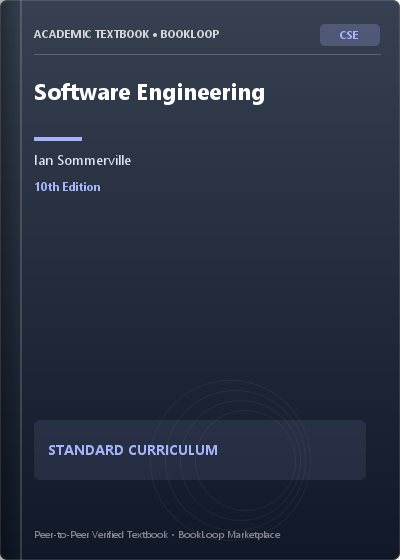 ACADEMIC TEXTBOOK • BOOKLOOP
CSE
Software Engineering
Ian Sommerville
10th Edition
STANDARD CURRICULUM
Peer-to-Peer Verified Textbook • BookLoop Marketplace